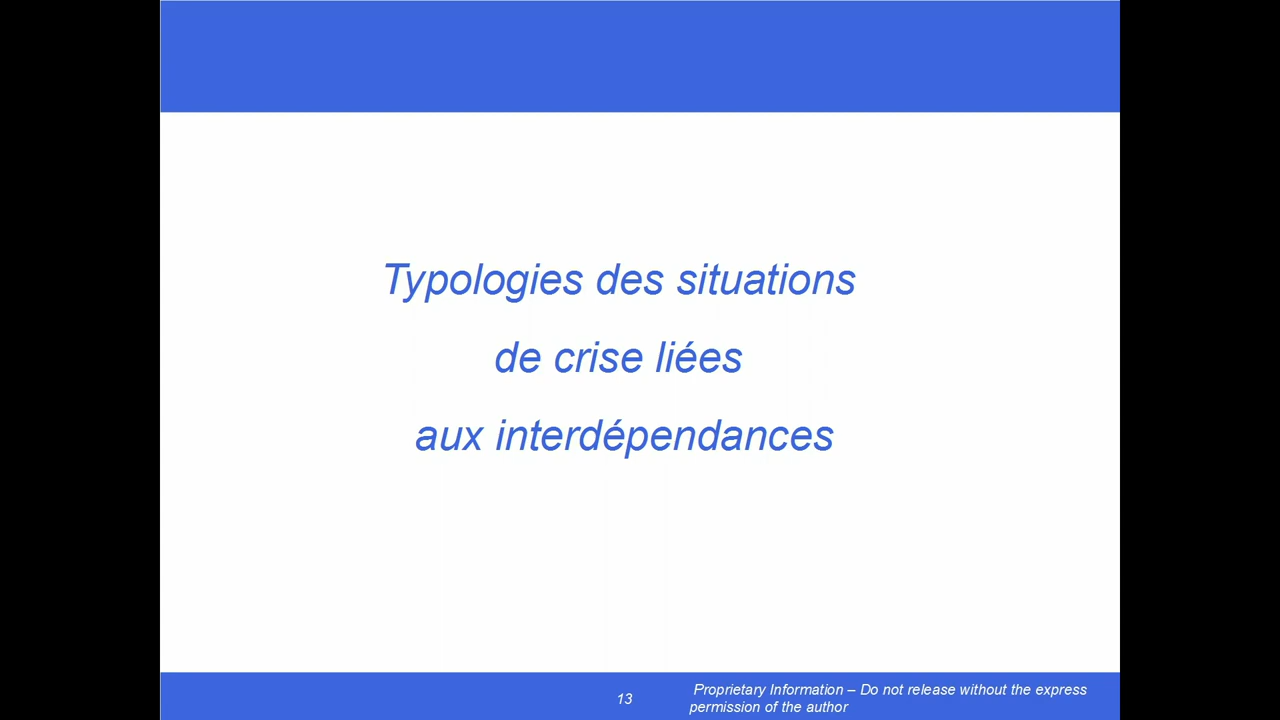 Typologies des situations
de crise liées
aux interdépendances
13
Proprietary Information – Do not release without the express
permission of the author